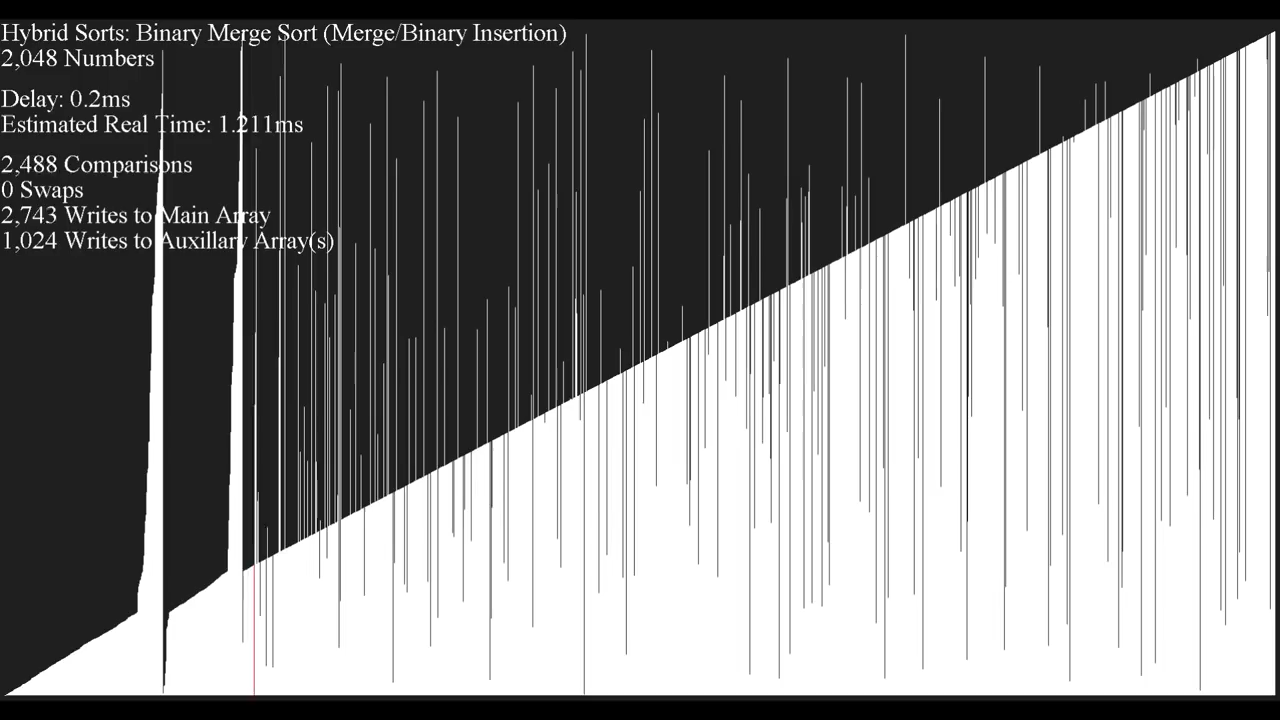 Hybrid Sorts: Binary Merge Sort (Merge/Binary Insertion)
2,048 Numbers
Delay: 0.2ms
Estimated Real Time: 1.211ms
2,488 Comparisons
0 Swaps
2,743 Writes to Main Array
1,024 Writes to Auxillary Array(s)